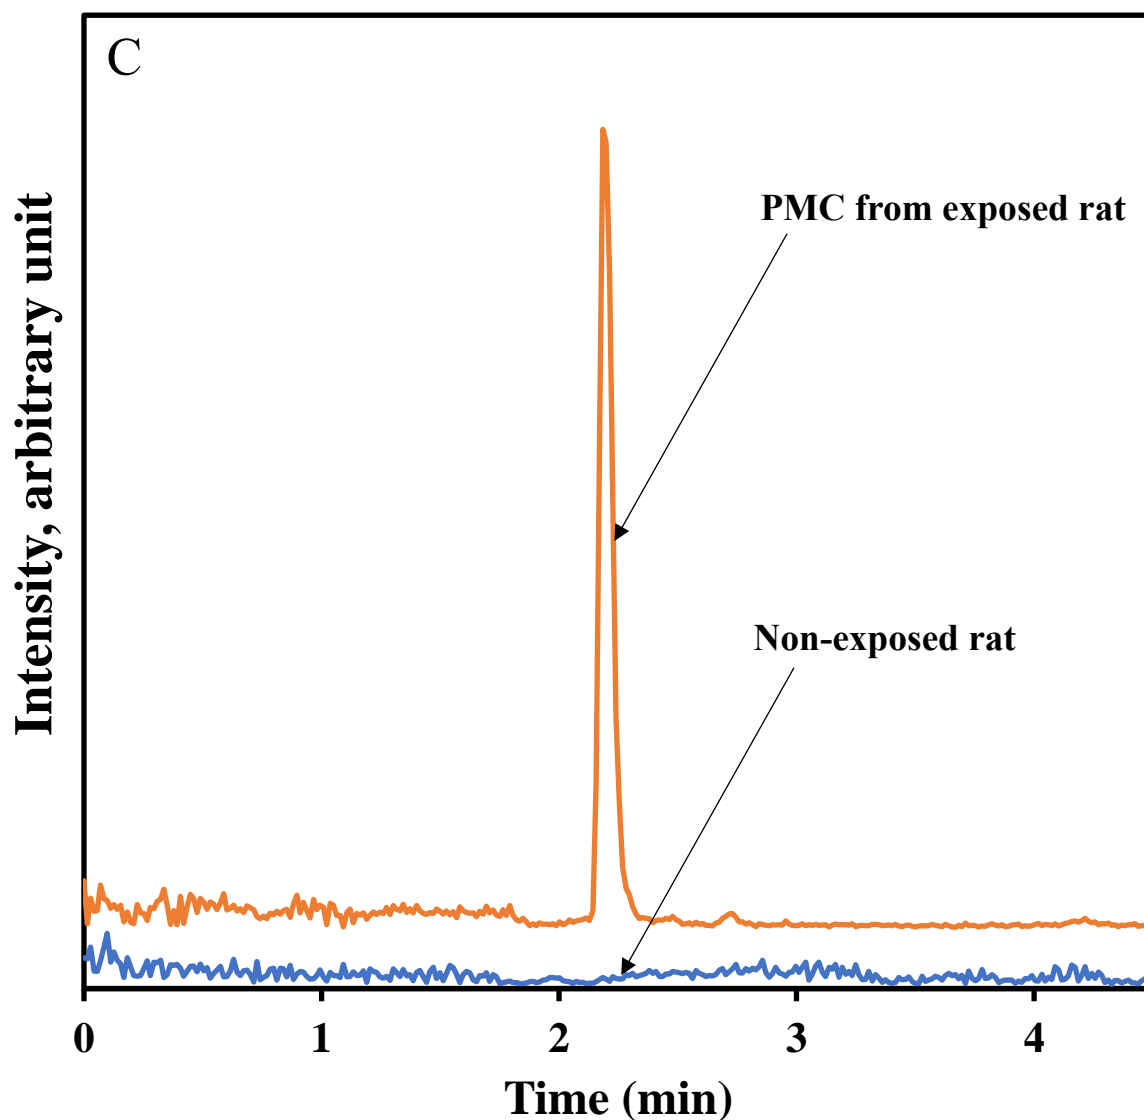 C
Intensity, arbitrary unit
PMC from exposed rat
Non-exposed rat
0 1 2 3 4
Time (min)